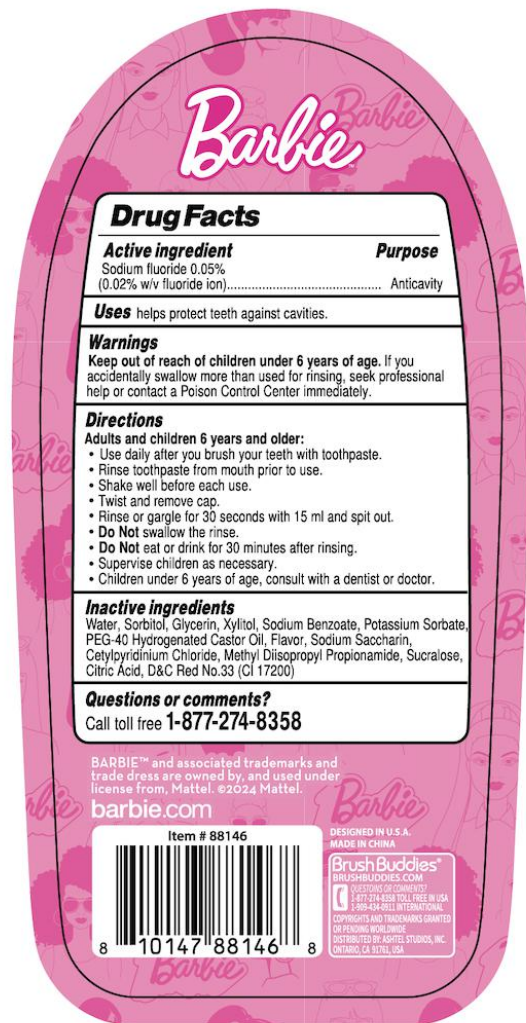 Barbie
Drug Facts
Active ingredient Purpose
Sodium fluoride 0.05%
(0.02% w/v fluoride ion)............................................ Anticavity
Uses helps protect teeth against cavities.
Warnings
Keep out of reach of children under 6 years of age. If you
accidentally swallow more than used for rinsing, seek professional
help or contact a Poison Control Center immediately.
Directions
Adults and children 6 years and older:
• Use daily after you brush your teeth with toothpaste.
• Rinse toothpaste from mouth prior to use.
• Shake well before each use.
• Twist and remove cap.
• Rinse or gargle for 30 seconds with 15 ml and spit out.
• Do Not swallow the rinse.
• Do Not eat or drink for 30 minutes after rinsing.
• Supervise children as necessary.
• Children under 6 years of age, consult with a dentist or doctor.
Inactive ingredients
Water, Sorbitol, Glycerin, Xylitol, Sodium Benzoate, Potassium Sorbate,
PEG-40 Hydrogenated Castor Oil, Flavor, Sodium Saccharin,
Cetylpyridinium Chloride, Methyl Diisopropyl Propionamide, Sucralose,
Citric Acid, D&C Red No.33 (CI 17200)
Questions or comments?
Call toll free 1-877-274-8358
BARBIE™ and associated trademarks and
trade dress are owned by, and used under
license from, Mattel. ©2024 Mattel.
barbie.com
Item # 88146
8 10147 88146 8
DESIGNED IN U.S.A.
MADE IN CHINA
Brush Buddies®
BRUSHBUDDIES.COM
QUESTOINS OR COMMENTS?
1-877-274-8358 TOLL FREE IN USA
1-909-434-0911 INTERNATIONAL
COPYRIGHTS AND TRADEMARKS GRANTED
OR PENDING WORLDWIDE
DISTRIBUTED BY: ASHTEL STUDIOS, INC.
ONTARIO, CA 91761, USA
Barbie
Barbie
Barbie